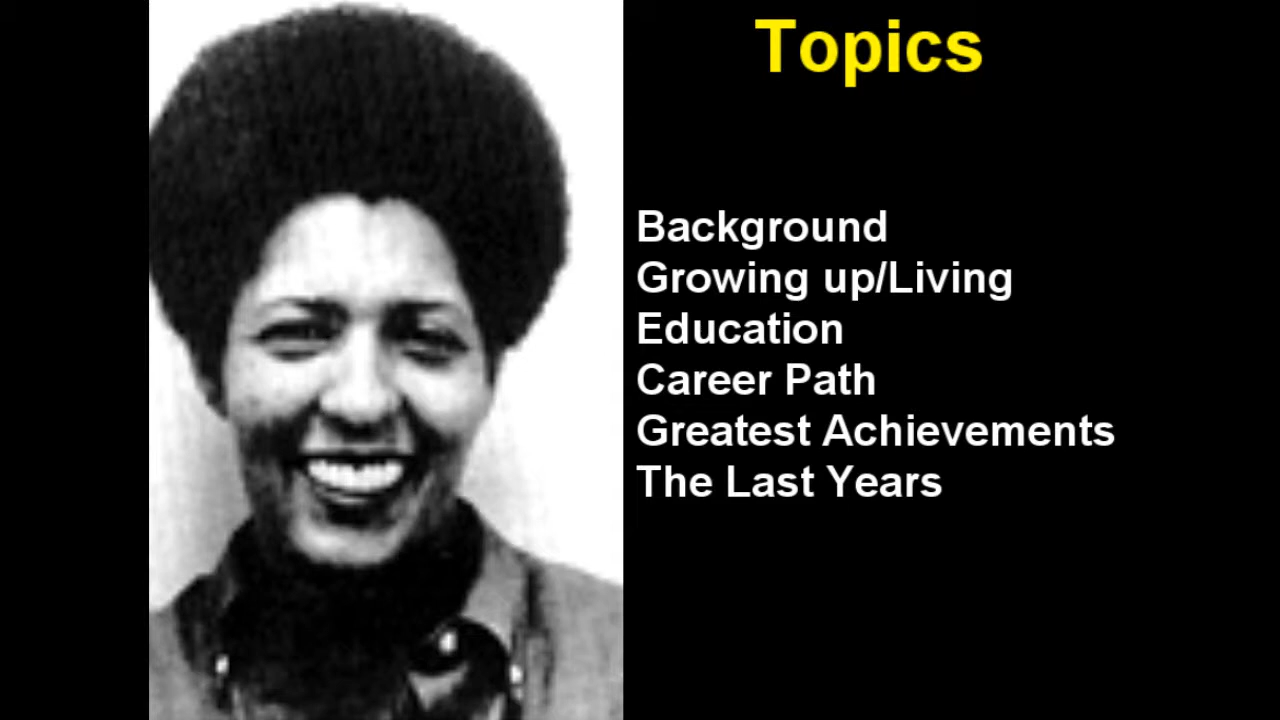 Topics
Background
Growing up/Living
Education
Career Path
Greatest Achievements
The Last Years